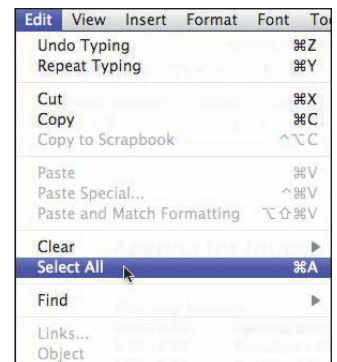 Edit View Insert Format Font To
Undo Typing ⌘Z
Repeat Typing ⌘Y
Cut ⌘X
Copy ⌘C
Copy to Scrapbook ^⌥C
Paste ⌘V
Paste Special... ^⌘V
Paste and Match Formatting ⌥⇧⌘V
Clear ▶
Select All ⌘A
Find ▶
Links...
Object